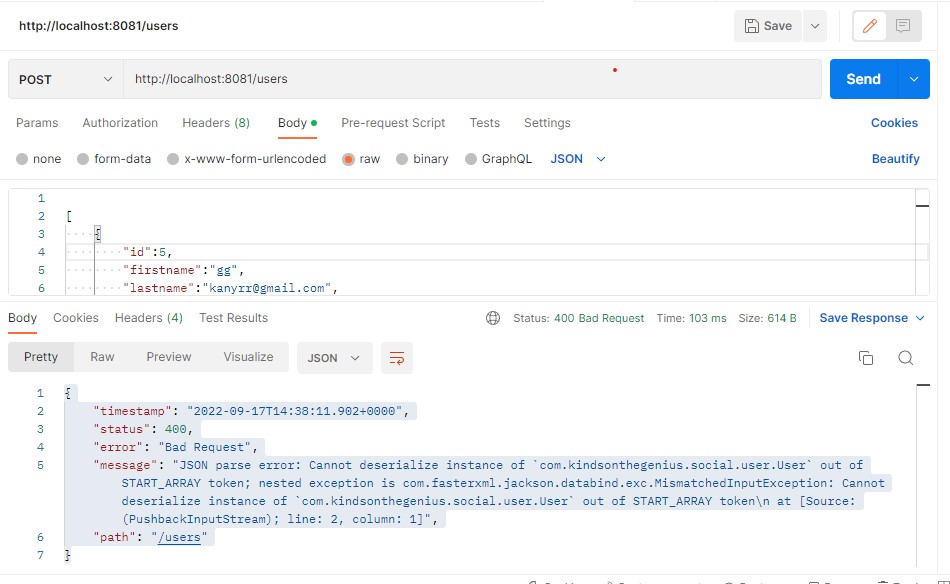 http://localhost:8081/users
Save
POST http://localhost:8081/users Send
Params Authorization Headers (8) Body Pre-request Script Tests Settings Cookies
none form-data x-www-form-urlencoded raw binary GraphQL JSON Beautify
1
2 [
3 {
4 "id":5,
5 "firstname":"gg",
6 "lastname":"kanyrr@gmail.com",
Body Cookies Headers (4) Test Results Status: 400 Bad Request Time: 103 ms Size: 614 B Save Response
Pretty Raw Preview Visualize JSON
1 {
2 "timestamp": "2022-09-17T14:38:11.902+0000",
3 "status": 400,
4 "error": "Bad Request",
5 "message": "JSON parse error: Cannot deserialize instance of `com.kindsonthegenius.social.user.User` out of
START_ARRAY token; nested exception is com.fasterxml.jackson.databind.exc.MismatchedInputException: Cannot
deserialize instance of `com.kindsonthegenius.social.user.User` out of START_ARRAY token\n at [Source:
(PushbackInputStream); line: 2, column: 1]",
6 "path": "/users"
7 }